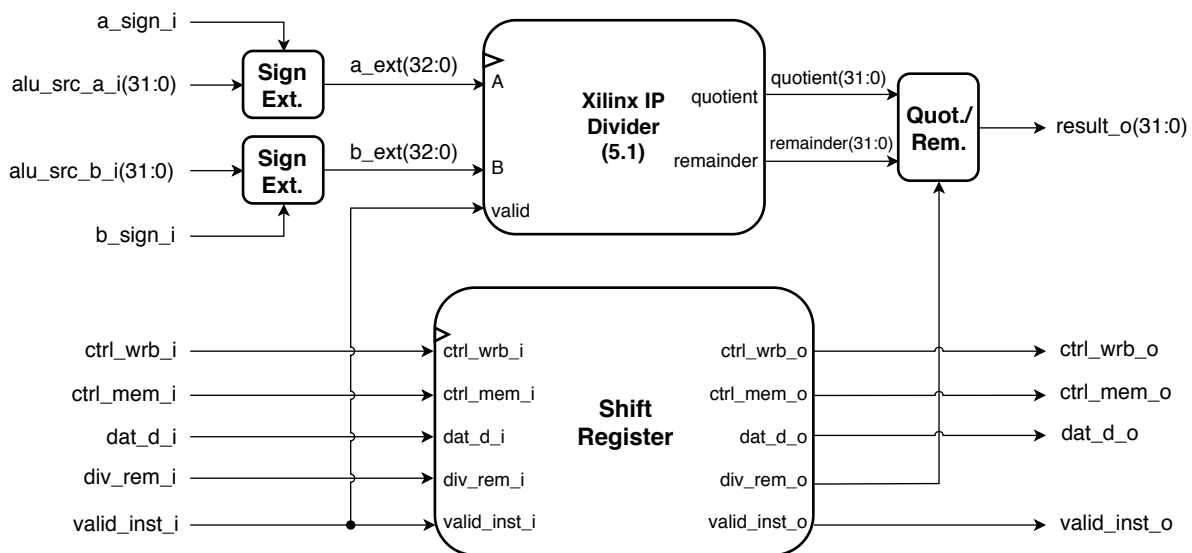 a_sign_i
alu_src_a_i(31:0)
Sign
Ext.
a_ext(32:0)
alu_src_b_i(31:0)
Sign
Ext.
b_ext(32:0)
b_sign_i
A
B
valid
Xilinx IP
Divider
(5.1)
quotient
remainder
quotient(31:0)
remainder(31:0)
Quot./
Rem.
result_o(31:0)
ctrl_wrb_i
ctrl_mem_i
dat_d_i
div_rem_i
valid_inst_i
ctrl_wrb_i
ctrl_mem_i
dat_d_i
div_rem_i
valid_inst_i
Shift
Register
ctrl_wrb_o
ctrl_mem_o
dat_d_o
div_rem_o
valid_inst_o
ctrl_wrb_o
ctrl_mem_o
dat_d_o
valid_inst_o